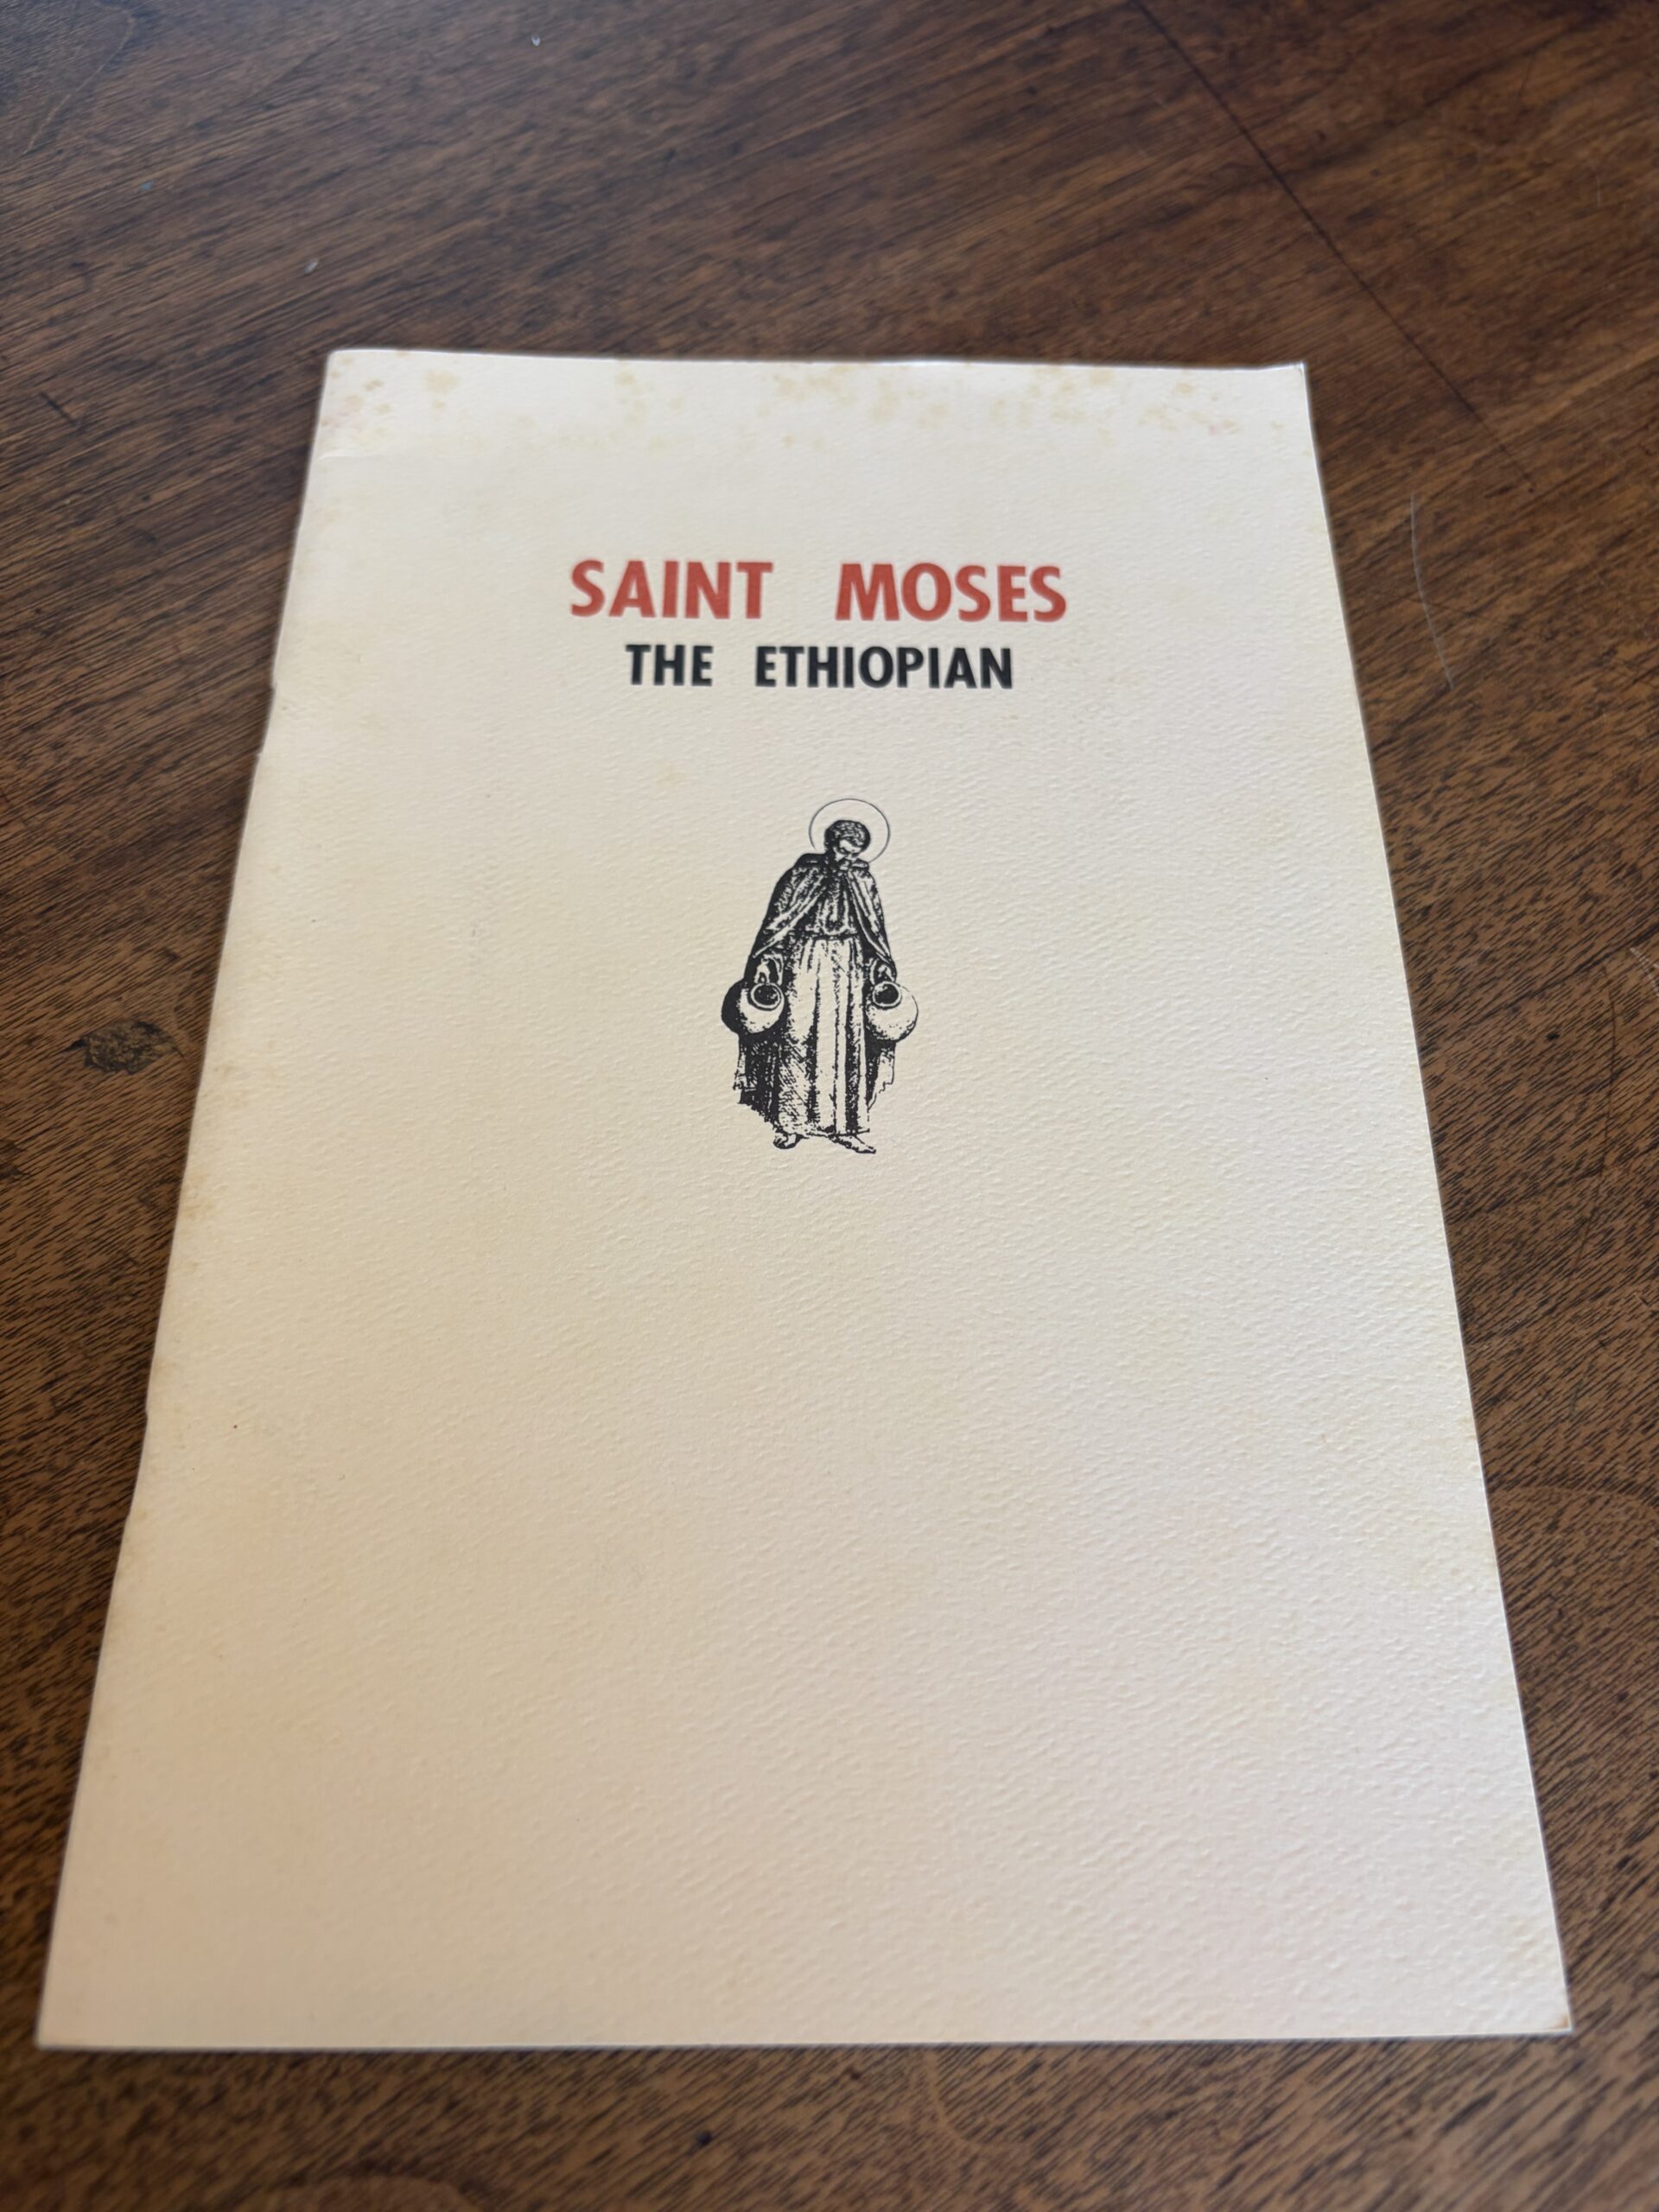 SAINT MOSES
THE ETHIOPIAN